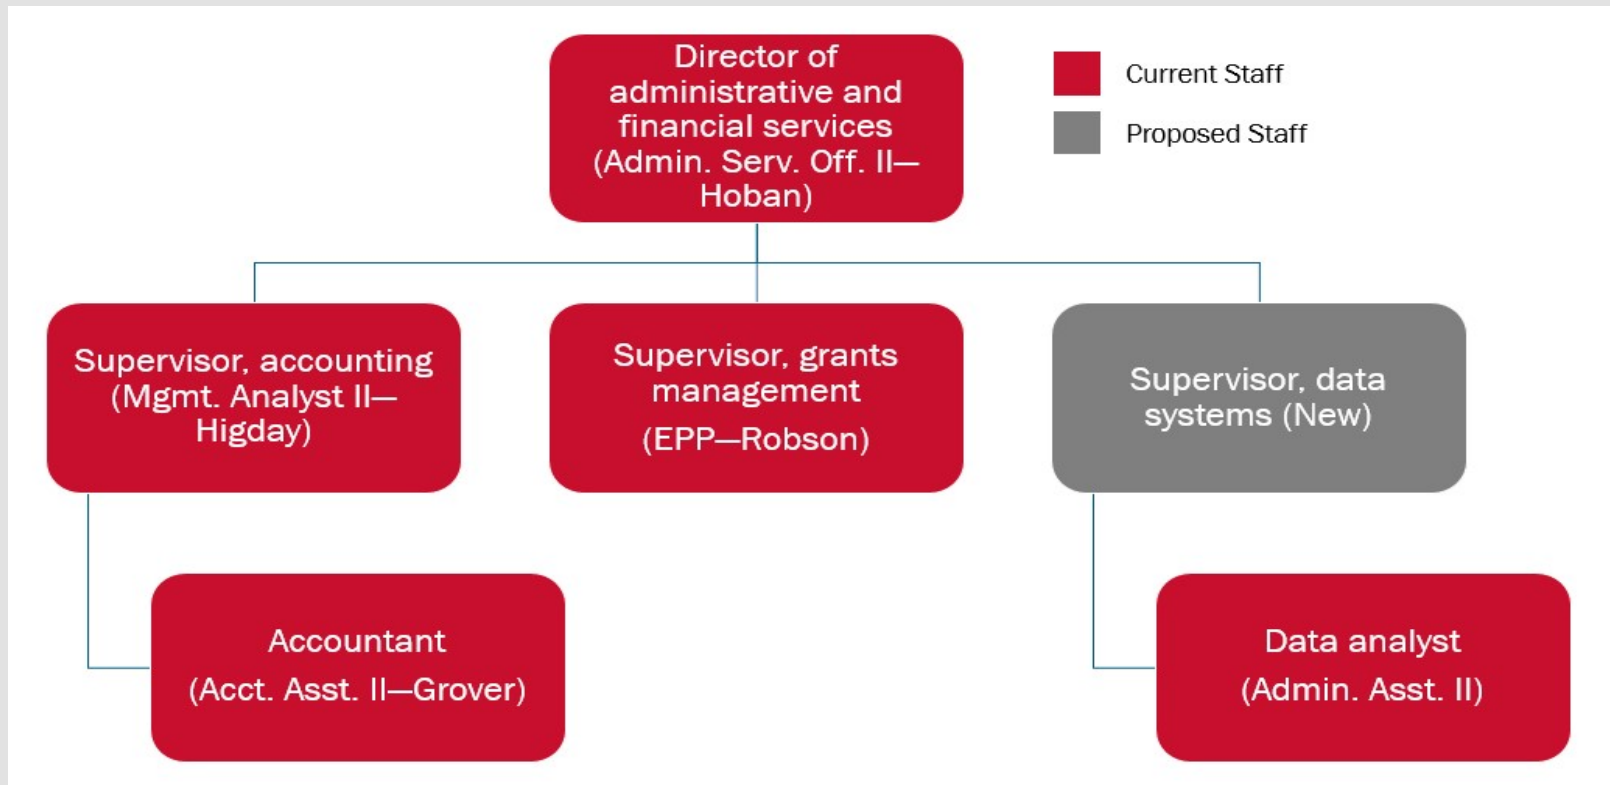 Director of
administrative and
financial services
(Admin. Serv. Off. II—
Hoban)
Current Staff
Proposed Staff
Supervisor, accounting
(Mgmt. Analyst II—
Higday)
Supervisor, grants
management
(EPP—Robson)
Supervisor, data
systems (New)
Accountant
(Acct. Asst. II—Grover)
Data analyst
(Admin. Asst. II)